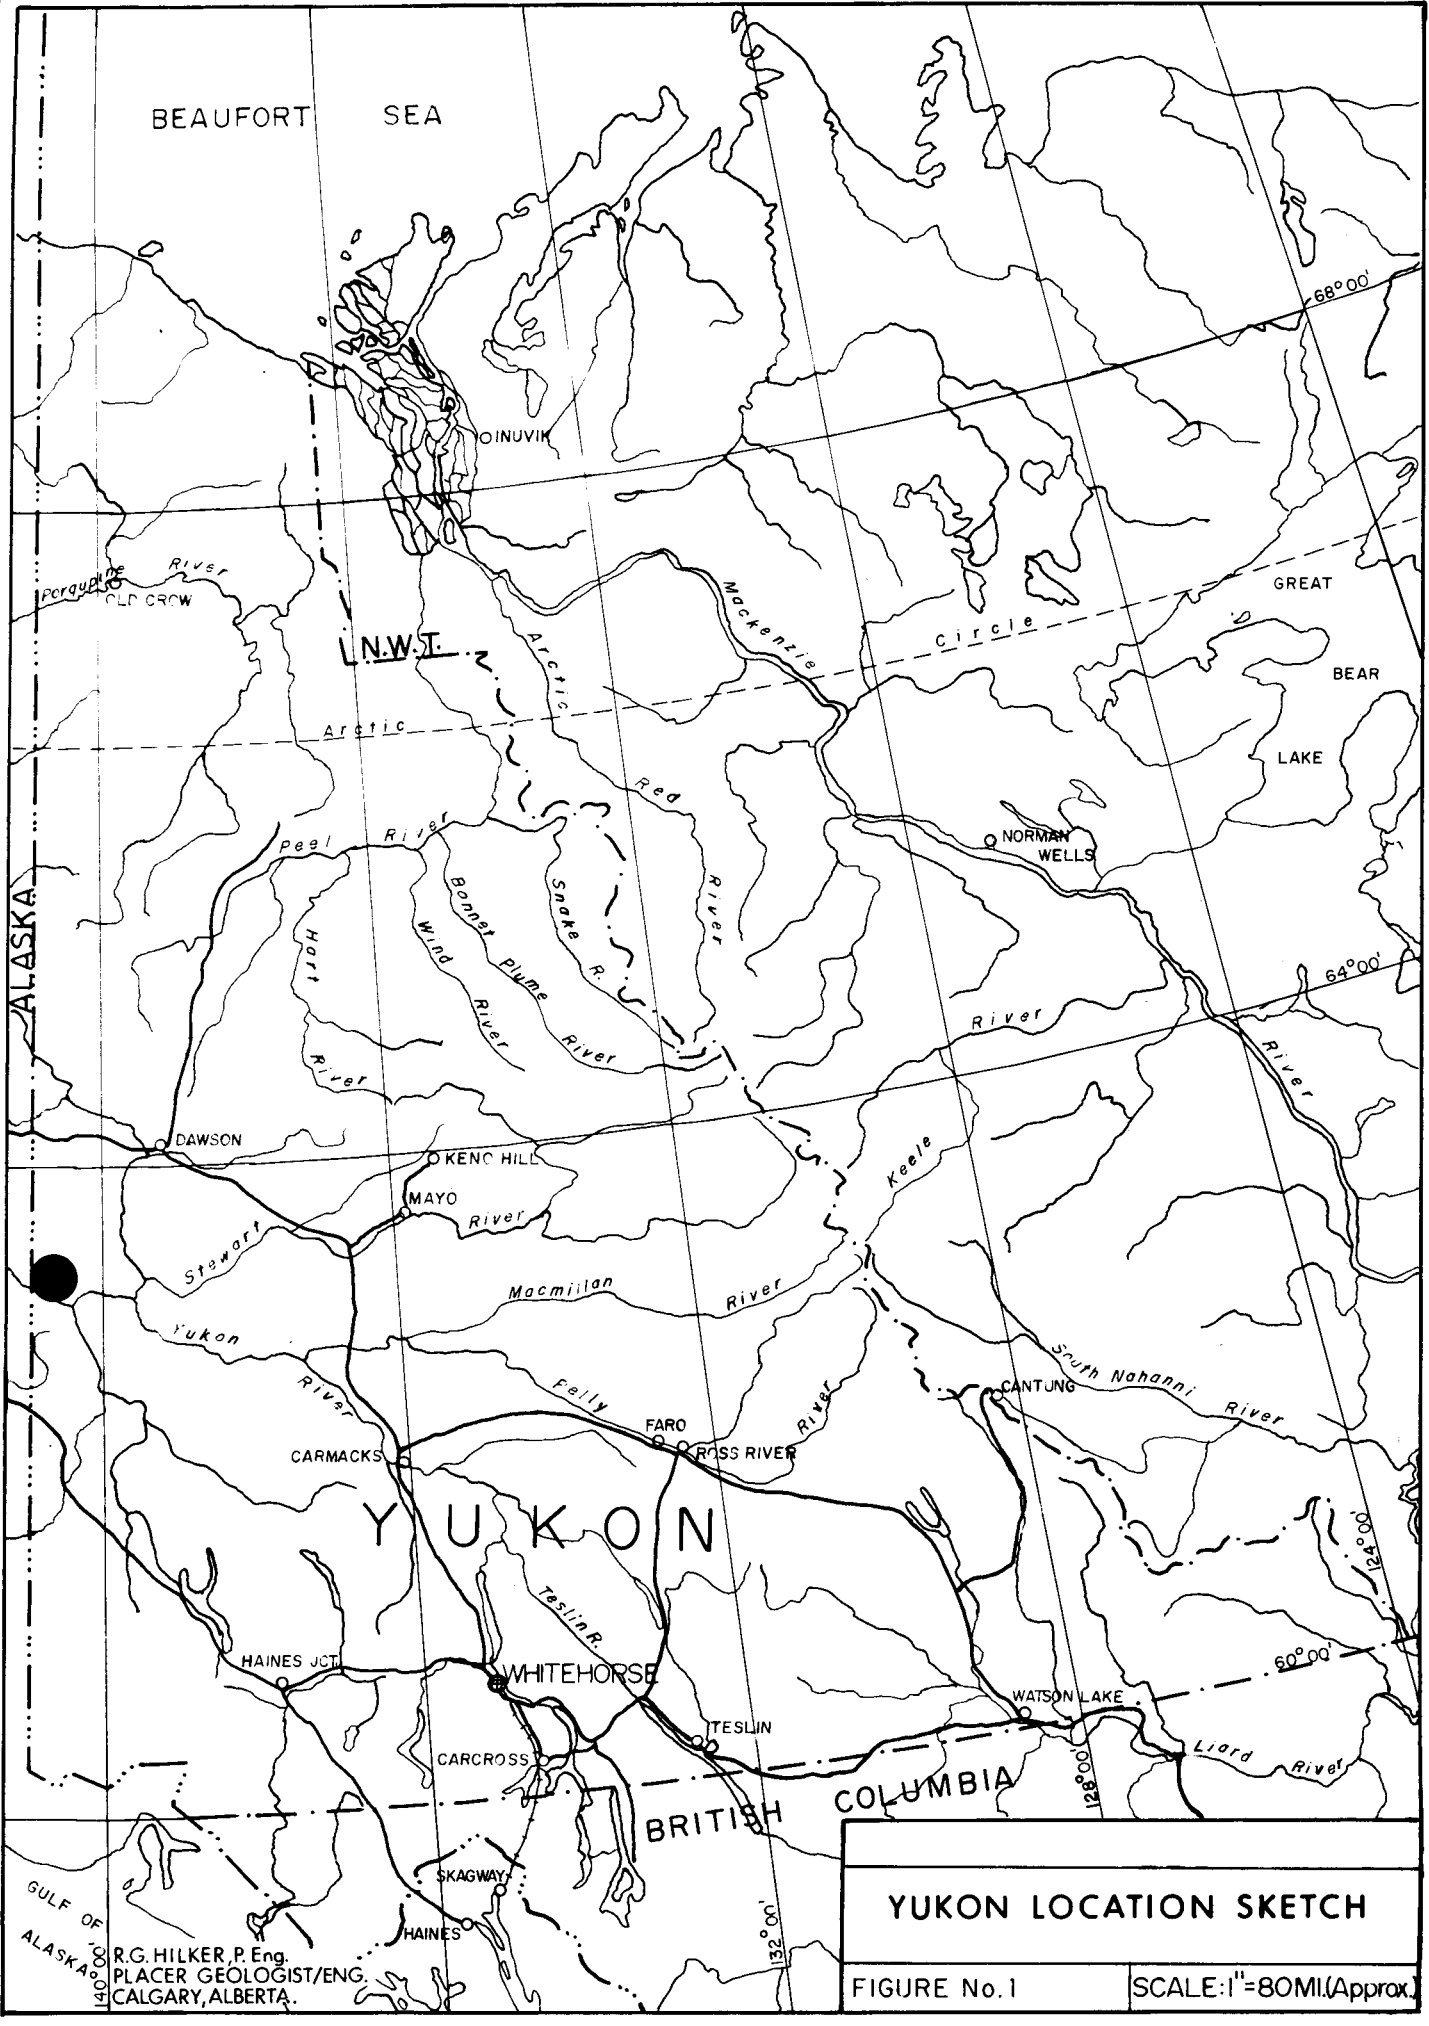 BEAUFORT SEA
68°00'
INUVIK
Porcupine River
OLD CROW
Mackenzie
GREAT
Circle
N.W.T.
Arctic
BEAR
Arctic
LAKE
Red
Peel River
NORMAN
WELLS
ALASKA
Bonnet Plume
Snake R.
River
Hart
Wind
64°00'
River
River
River
River
River
DAWSON
KENO HILL
Keele
MAYO
River
Stewart
Macmillan River
Yukon
South Nahanni
River
CANTUNG
Pelly
River
River
FARO
CARMACKS
ROSS RIVER
YUKON
124°00'
Teslin R.
HAINES JCT.
WHITEHORSE
60°00'
WATSON LAKE
TESLIN
CARCROSS
Liard River
128°00'
BRITISH COLUMBIA
SKAGWAY
GULF OF
ALASKA
HAINES
132°00'
140°00'
R.G. HILKER, P. Eng.
PLACER GEOLOGIST/ENG.
CALGARY, ALBERTA.
YUKON LOCATION SKETCH
FIGURE No. 1
SCALE: 1"=80MI.(Approx.)